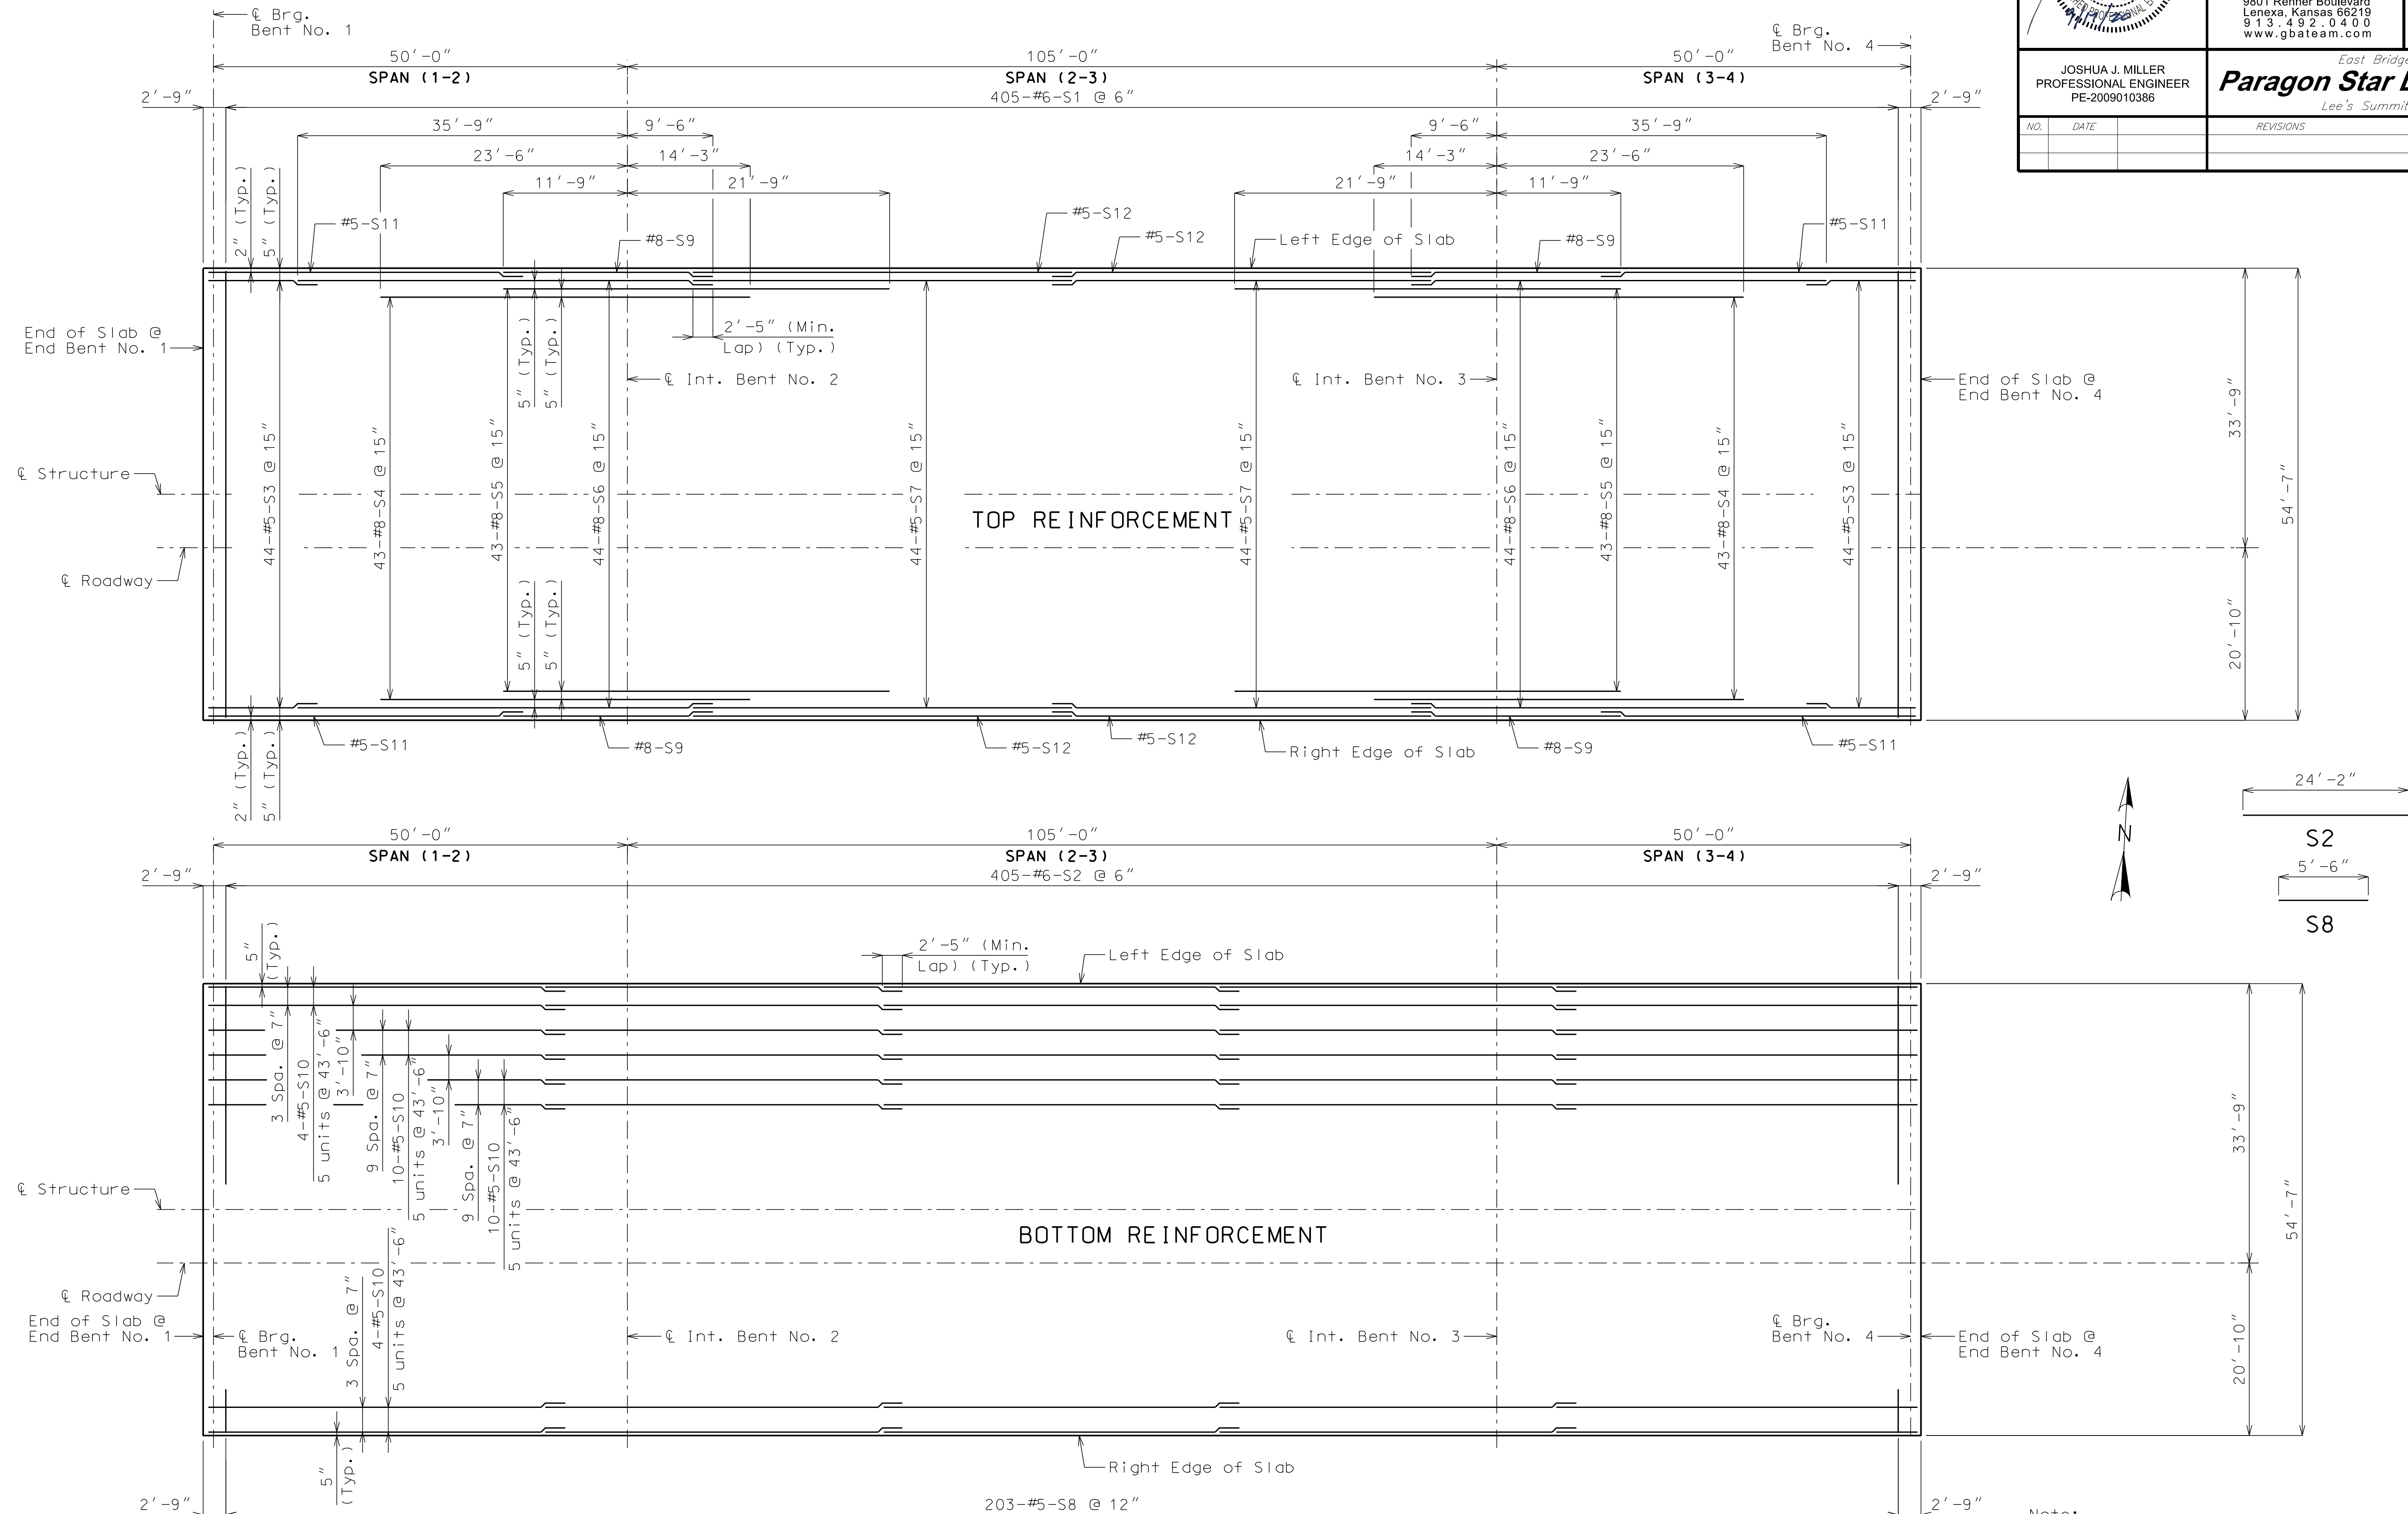 ℄ Brg.
Bent No. 1
℄ Brg.
Bent No. 4
50'-0"
105'-0"
50'-0"
SPAN (1-2)
SPAN (2-3)
SPAN (3-4)
2'-9"
405-#6-S1 @ 6"
2'-9"
35'-9"
9'-6"
9'-6"
35'-9"
23'-6"
14'-3"
14'-3"
23'-6"
11'-9"
21'-9"
21'-9"
11'-9"
2" (Typ.)
5" (Typ.)
#5-S11
#8-S9
#5-S12
#5-S12
Left Edge of Slab
#8-S9
#5-S11
End of Slab @
End Bent No. 1
5" (Typ.)
5" (Typ.)
2'-5" (Min.
Lap) (Typ.)
℄ Int. Bent No. 2
℄ Int. Bent No. 3
End of Slab @
End Bent No. 4
44-#5-S3 @ 15"
43-#8-S4 @ 15"
43-#8-S5 @ 15"
44-#8-S6 @ 15"
44-#5-S7 @ 15"
44-#5-S7 @ 15"
44-#8-S6 @ 15"
43-#8-S5 @ 15"
43-#8-S4 @ 15"
44-#5-S3 @ 15"
℄ Structure
TOP REINFORCEMENT
℄ Roadway
5" (Typ.)
5" (Typ.)
33'-9"
54'-7"
20'-10"
2" (Typ.)
5" (Typ.)
#5-S11
#8-S9
#5-S12
#5-S12
Right Edge of Slab
#8-S9
#5-S11
9801 Renner Boulevard
Lenexa, Kansas 66219
913.492.0400
www.gbateam.com
JOSHUA J. MILLER
PROFESSIONAL ENGINEER
PE-2009010386
East Bridge
Paragon Star
Lee's Summit
NO.
DATE
REVISIONS
N
24'-2"
S2
5'-6"
S8
50'-0"
105'-0"
50'-0"
SPAN (1-2)
SPAN (2-3)
SPAN (3-4)
2'-9"
405-#6-S2 @ 6"
2'-9"
5"
(Typ.)
2'-5" (Min.
Lap) (Typ.)
Left Edge of Slab
3 Spa. @ 7"
4-#5-S10
5 units @ 43'-6"
3'-10"
9 Spa. @ 7"
10-#5-S10
5 units @ 43'-6"
3'-10"
9 Spa. @ 7"
10-#5-S10
5 units @ 43'-6"
℄ Structure
BOTTOM REINFORCEMENT
℄ Roadway
End of Slab @
End Bent No. 1
℄ Brg.
Bent No. 1
3 Spa. @ 7"
4-#5-S10
5 units @ 43'-6"
℄ Int. Bent No. 2
℄ Int. Bent No. 3
℄ Brg.
Bent No. 4
End of Slab @
End Bent No. 4
33'-9"
54'-7"
20'-10"
5"
(Typ.)
Right Edge of Slab
2'-9"
203-#5-S8 @ 12"
2'-9"
Note: